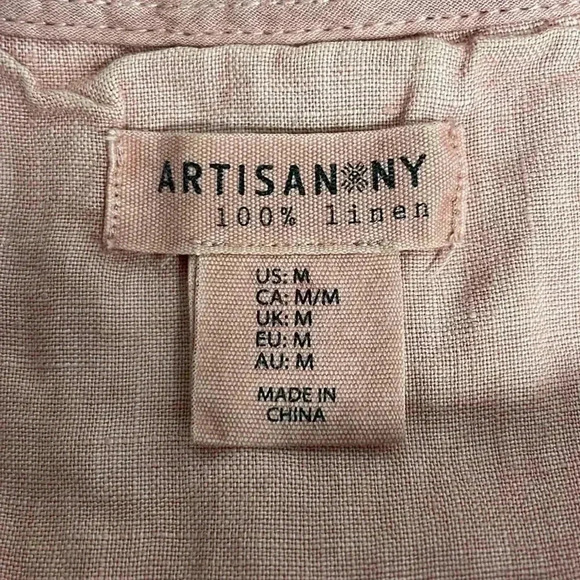 ARTISAN NY
100% linen
US: M
CA: M/M
UK: M
EU: M
AU: M
MADE IN
CHINA